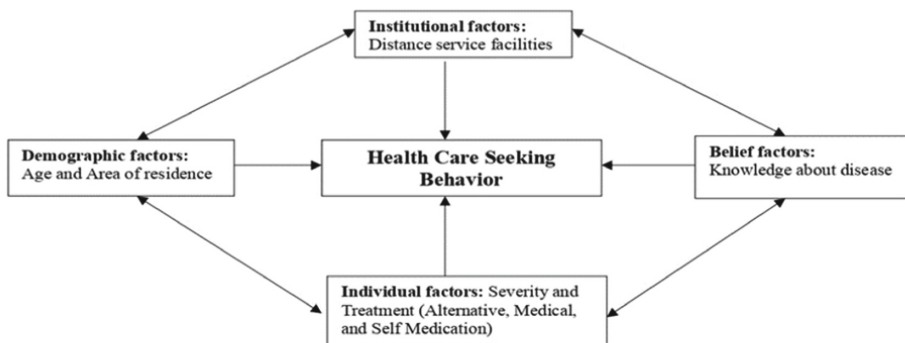 Institutional factors:
Distance service facilities
Demographic factors:
Age and Area of residence
Health Care Seeking
Behavior
Belief factors:
Knowledge about disease
Individual factors: Severity and
Treatment (Alternative, Medical,
and Self Medication)